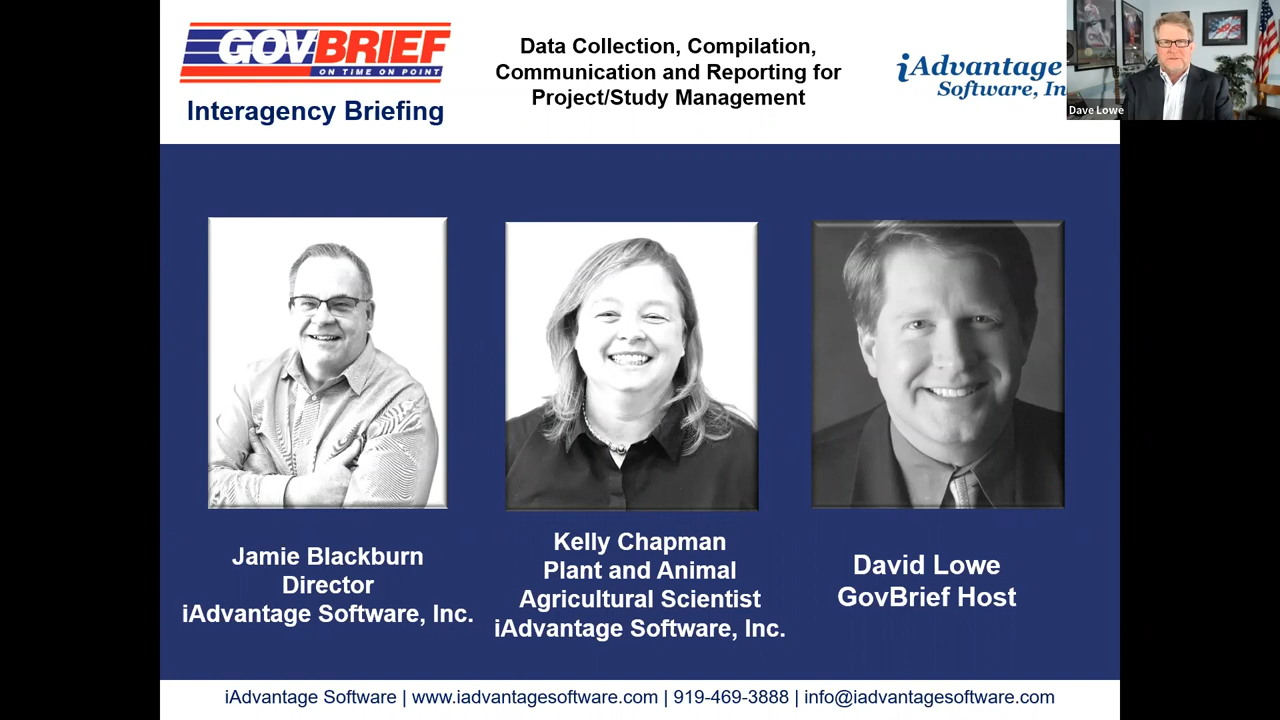 GOVBRIEF
ON TIME ON POINT
Interagency Briefing
Data Collection, Compilation,
Communication and Reporting for
Project/Study Management
iAdvantage
Software, In
Dave Lowe
Jamie Blackburn
Director
iAdvantage Software, Inc.
Kelly Chapman
Plant and Animal
Agricultural Scientist
iAdvantage Software, Inc.
David Lowe
GovBrief Host
iAdvantage Software | www.iadvantagesoftware.com | 919-469-3888 | info@iadvantagesoftware.com